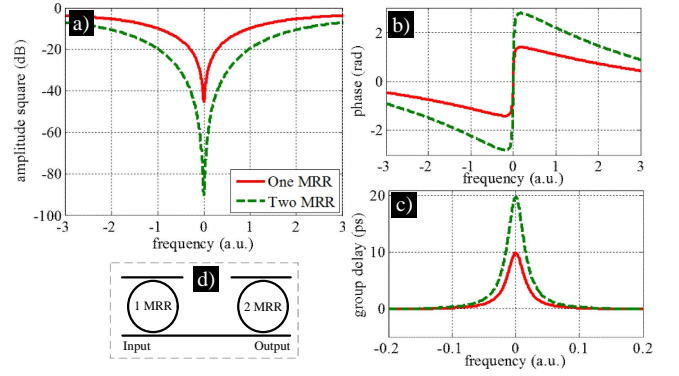 a)
amplitude square (dB)
0
-20
-40
-60
-80
-100
-3
-2
-1
0
1
2
3
frequency (a.u.)
One MRR
Two MRR
b)
phase (rad)
2
0
-2
-3
-2
-1
0
1
2
3
frequency (a.u.)
c)
group delay (ps)
20
10
0
-0.2
-0.1
0
0.1
0.2
frequency (a.u.)
d)
1 MRR
2 MRR
Input
Output